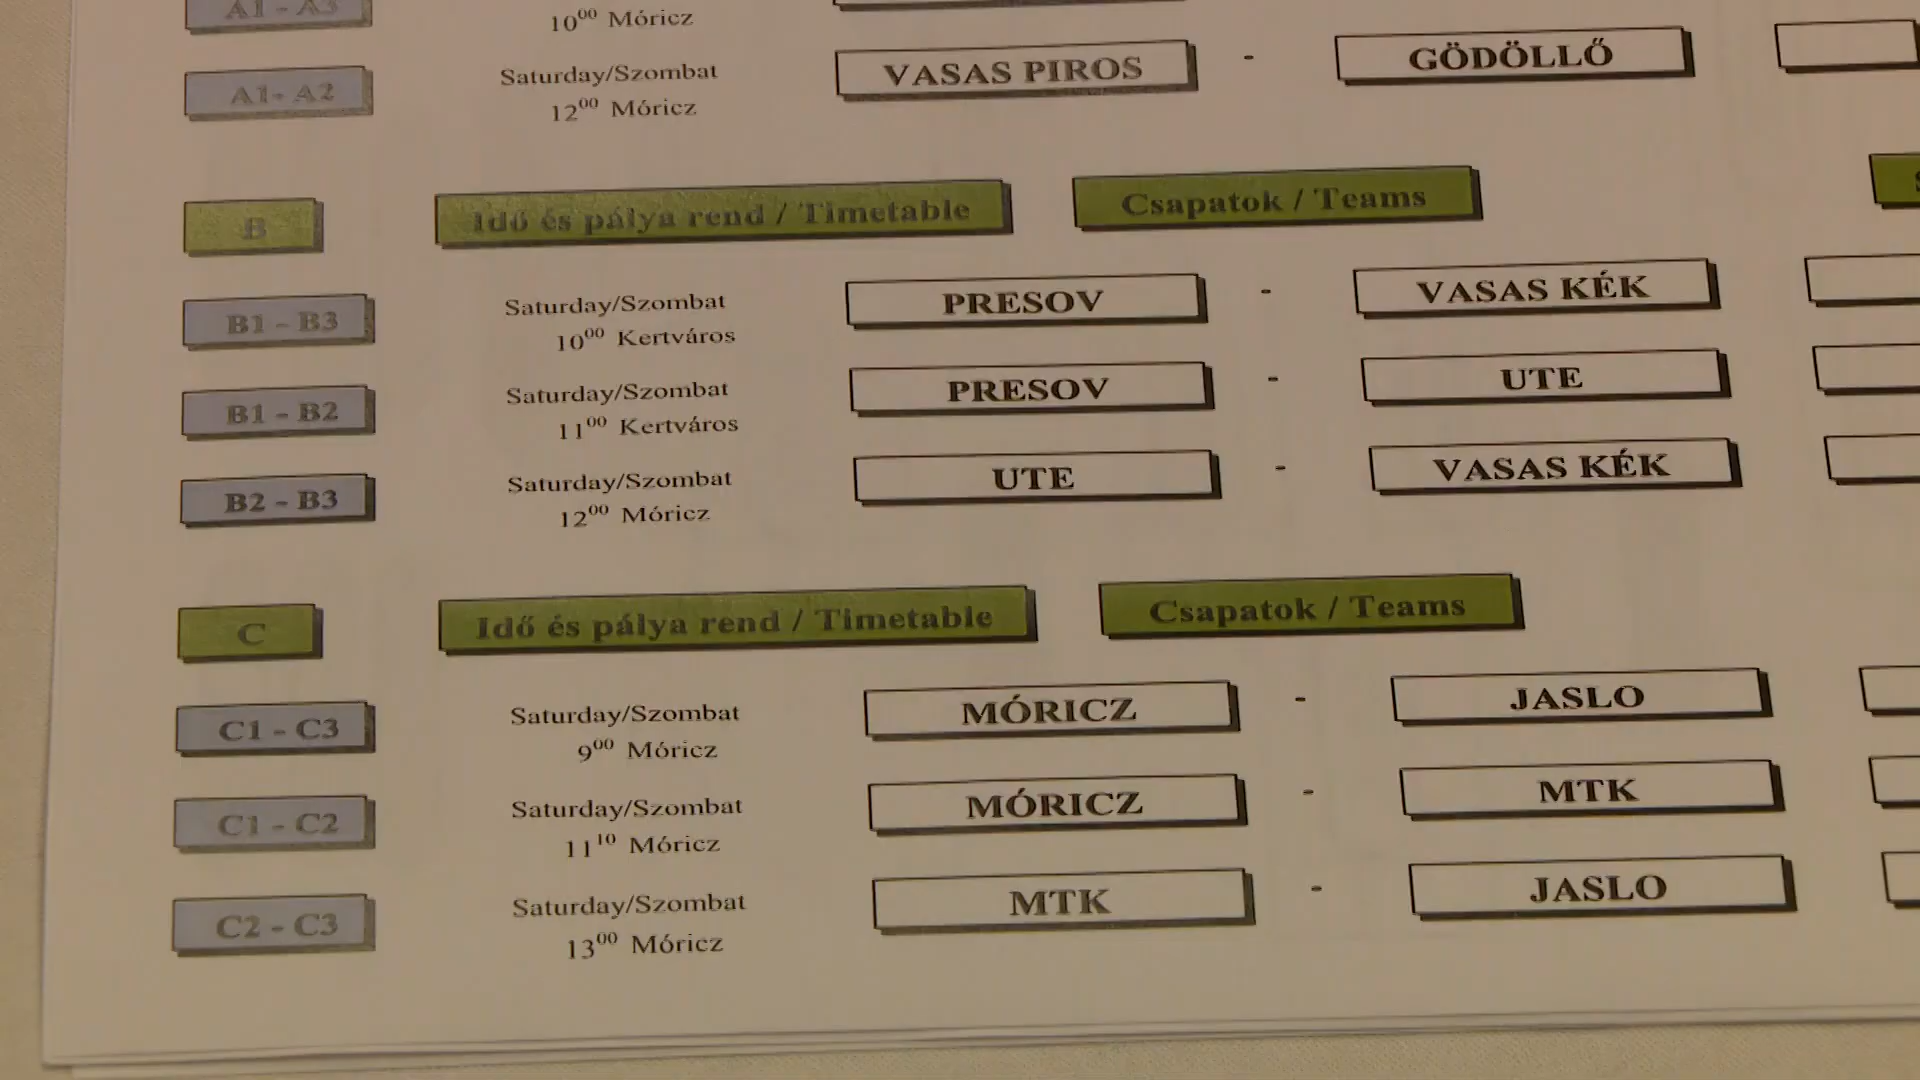 A1 - A3
10⁰⁰ Móricz
A1- A2 Saturday/Szombat VASAS PIROS - GÖDÖLLŐ
12⁰⁰ Móricz
B Idő és pálya rend / Timetable Csapatok / Teams
B1 - B3 Saturday/Szombat PRESOV - VASAS KÉK
10⁰⁰ Kertváros
B1 - B2 Saturday/Szombat PRESOV - UTE
11⁰⁰ Kertváros
B2 - B3 Saturday/Szombat UTE - VASAS KÉK
12⁰⁰ Móricz
C Idő és pálya rend / Timetable Csapatok / Teams
C1 - C3 Saturday/Szombat MÓRICZ - JASLO
9⁰⁰ Móricz
C1 - C2 Saturday/Szombat MÓRICZ - MTK
11¹⁰ Móricz
C2 - C3 Saturday/Szombat MTK - JASLO
13⁰⁰ Móricz